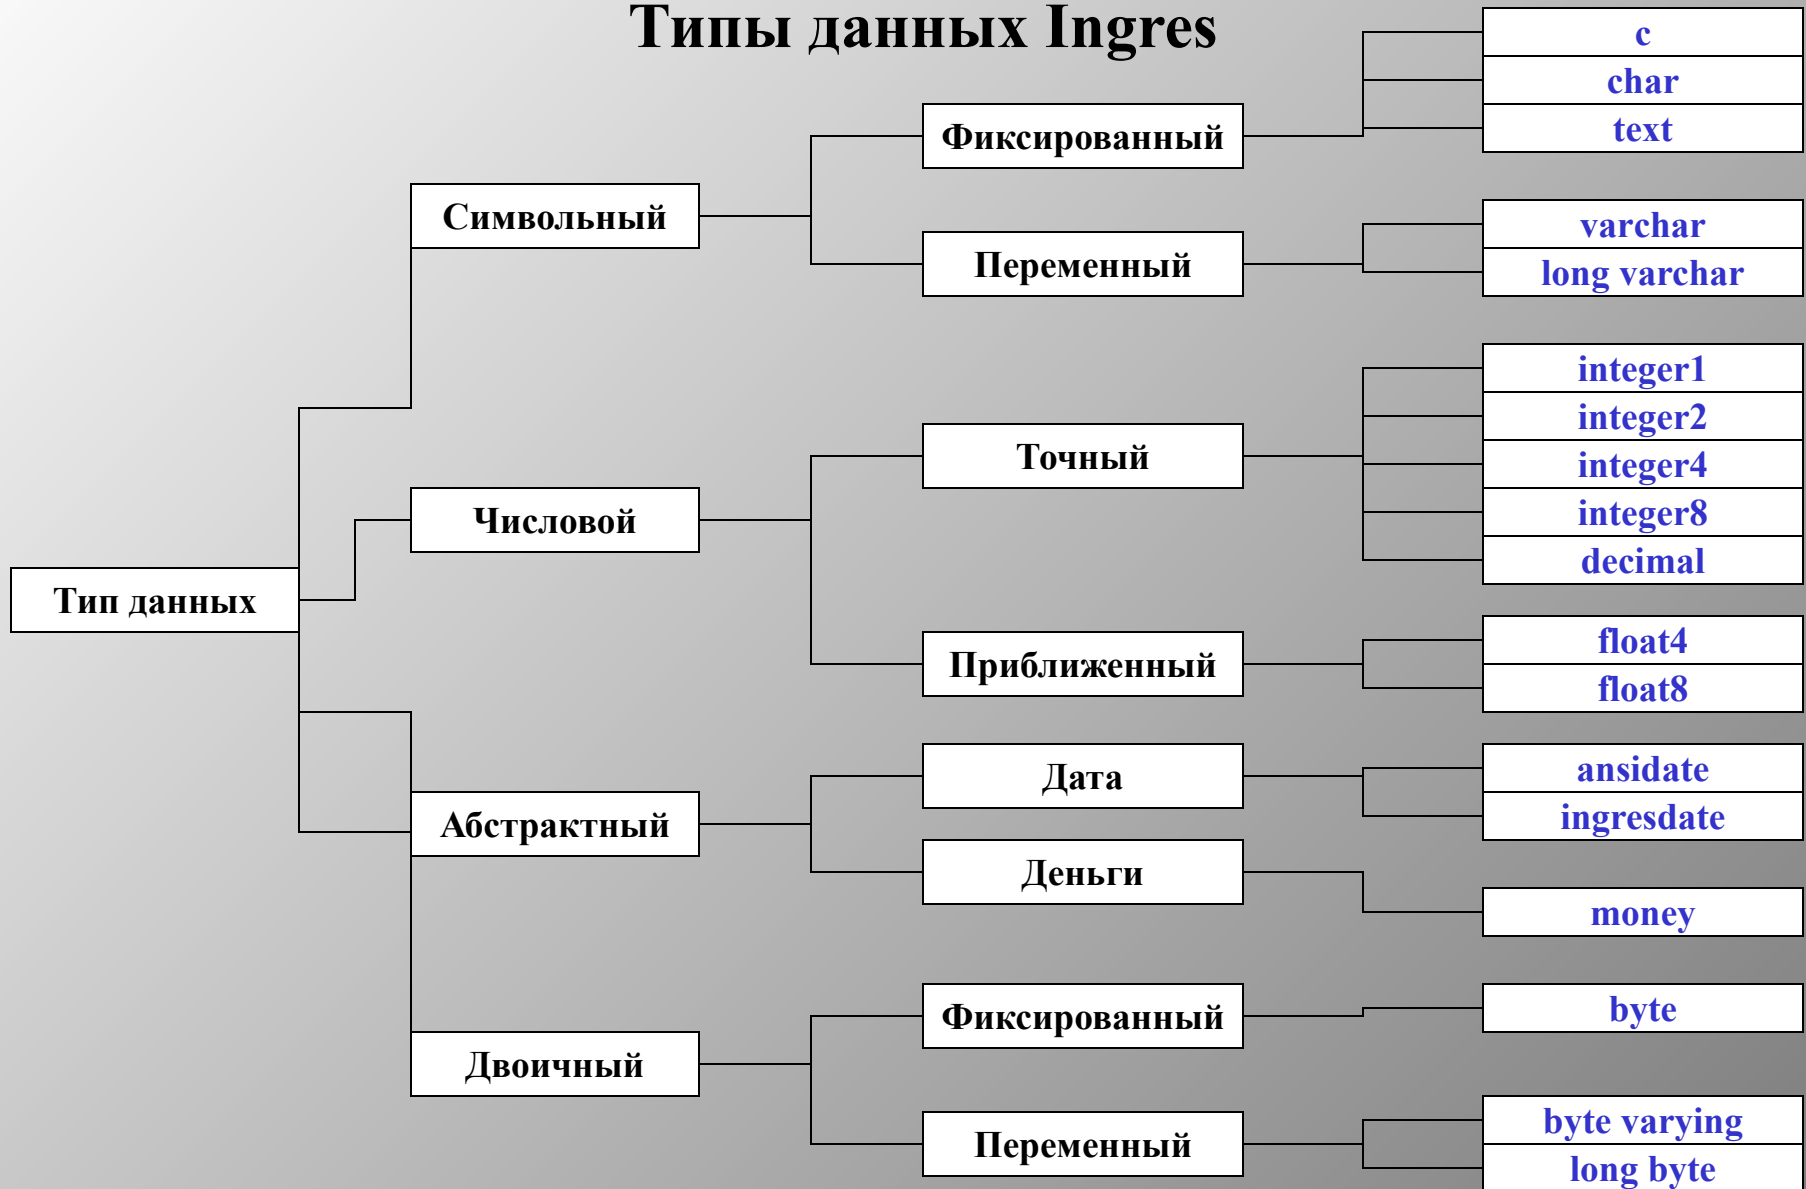 Типы данных Ingres
Тип данных
Символьный
Фиксированный
c
char
text
Переменный
varchar
long varchar
Числовой
Точный
integer1
integer2
integer4
integer8
decimal
Приближенный
float4
float8
Абстрактный
Дата
ansidate
ingresdate
Деньги
money
Двоичный
Фиксированный
byte
Переменный
byte varying
long byte